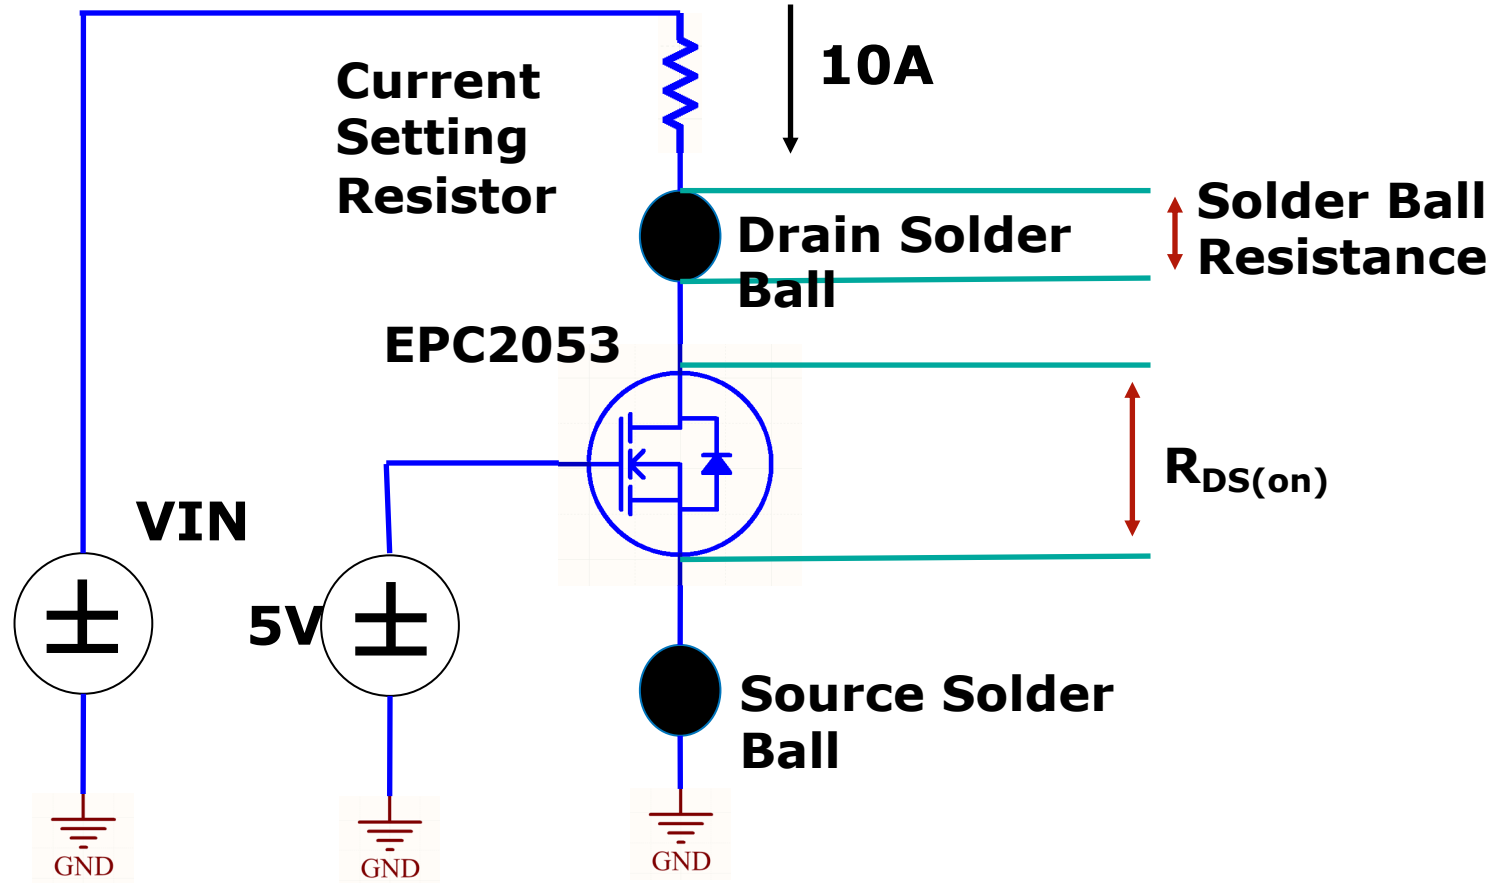 10A
Current
Setting
Resistor
Solder Ball
Resistance
Drain Solder
Ball
EPC2053
RDS(on)
VIN
5V
Source Solder
Ball
GND
GND
GND